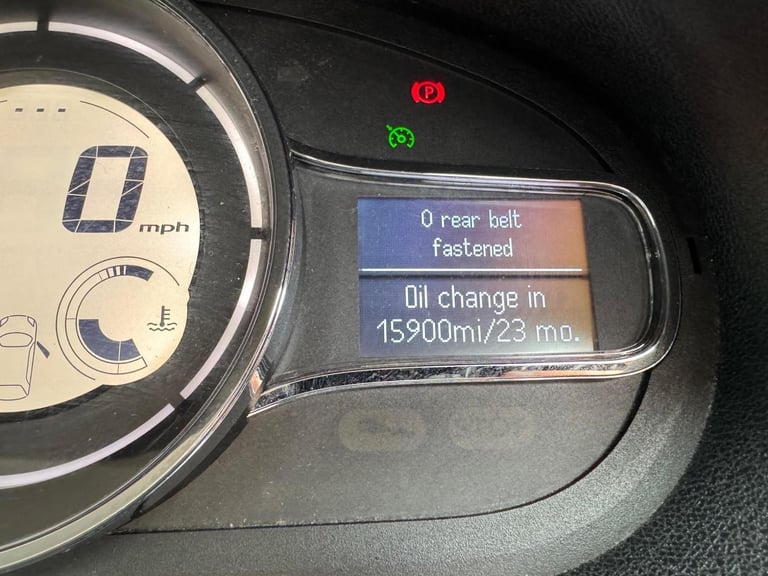 P
0
mph
0 rear belt
fastened
Oil change in
15900mi/23 mo.